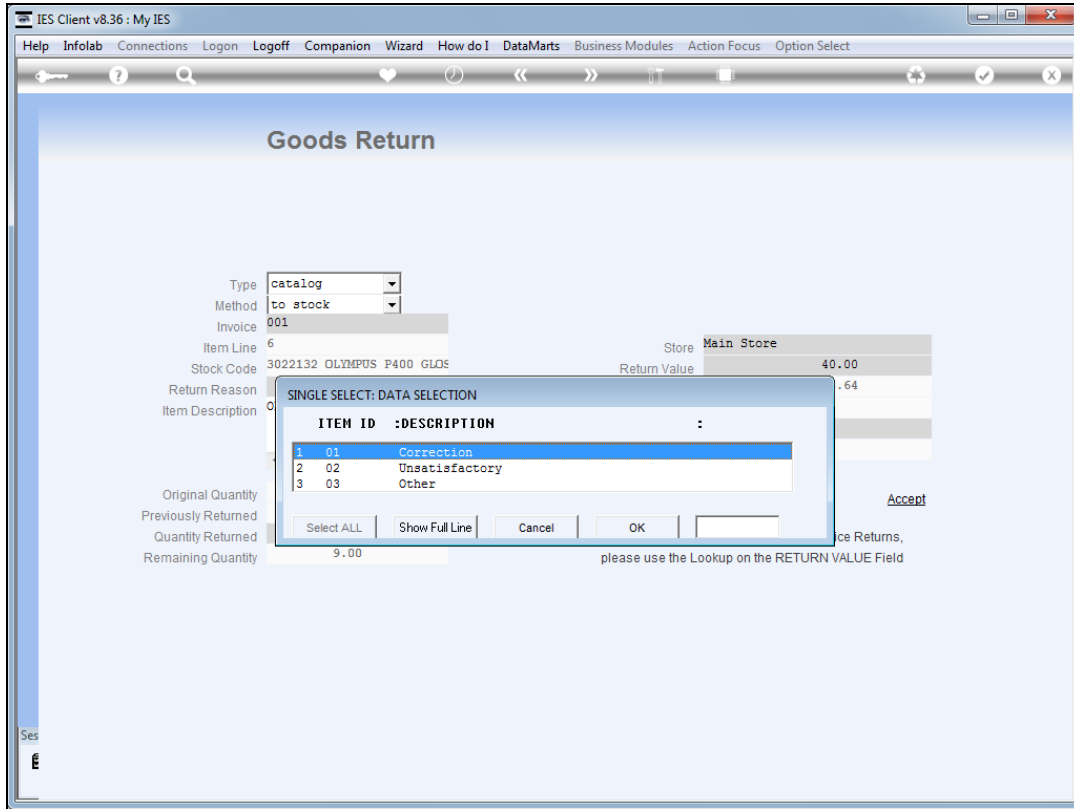 IES Client v8.36 : My IES
Help Infolab Connections Logon Logoff Companion Wizard How do I DataMarts Business Modules Action Focus Option Select
Goods Return
Type catalog
Method to stock
Invoice 001
Item Line 6 Store Main Store
Stock Code 3022132 OLYMPUS P400 GLOS Return Value 40.00
Return Reason .64
Item Description
SINGLE SELECT: DATA SELECTION
ITEM ID :DESCRIPTION :
1 01 Correction
2 02 Unsatisfactory
3 03 Other
Select ALL Show Full Line Cancel OK
Original Quantity Accept
Previously Returned
Quantity Returned ice Returns,
Remaining Quantity 9.00 please use the Lookup on the RETURN VALUE Field
Ses